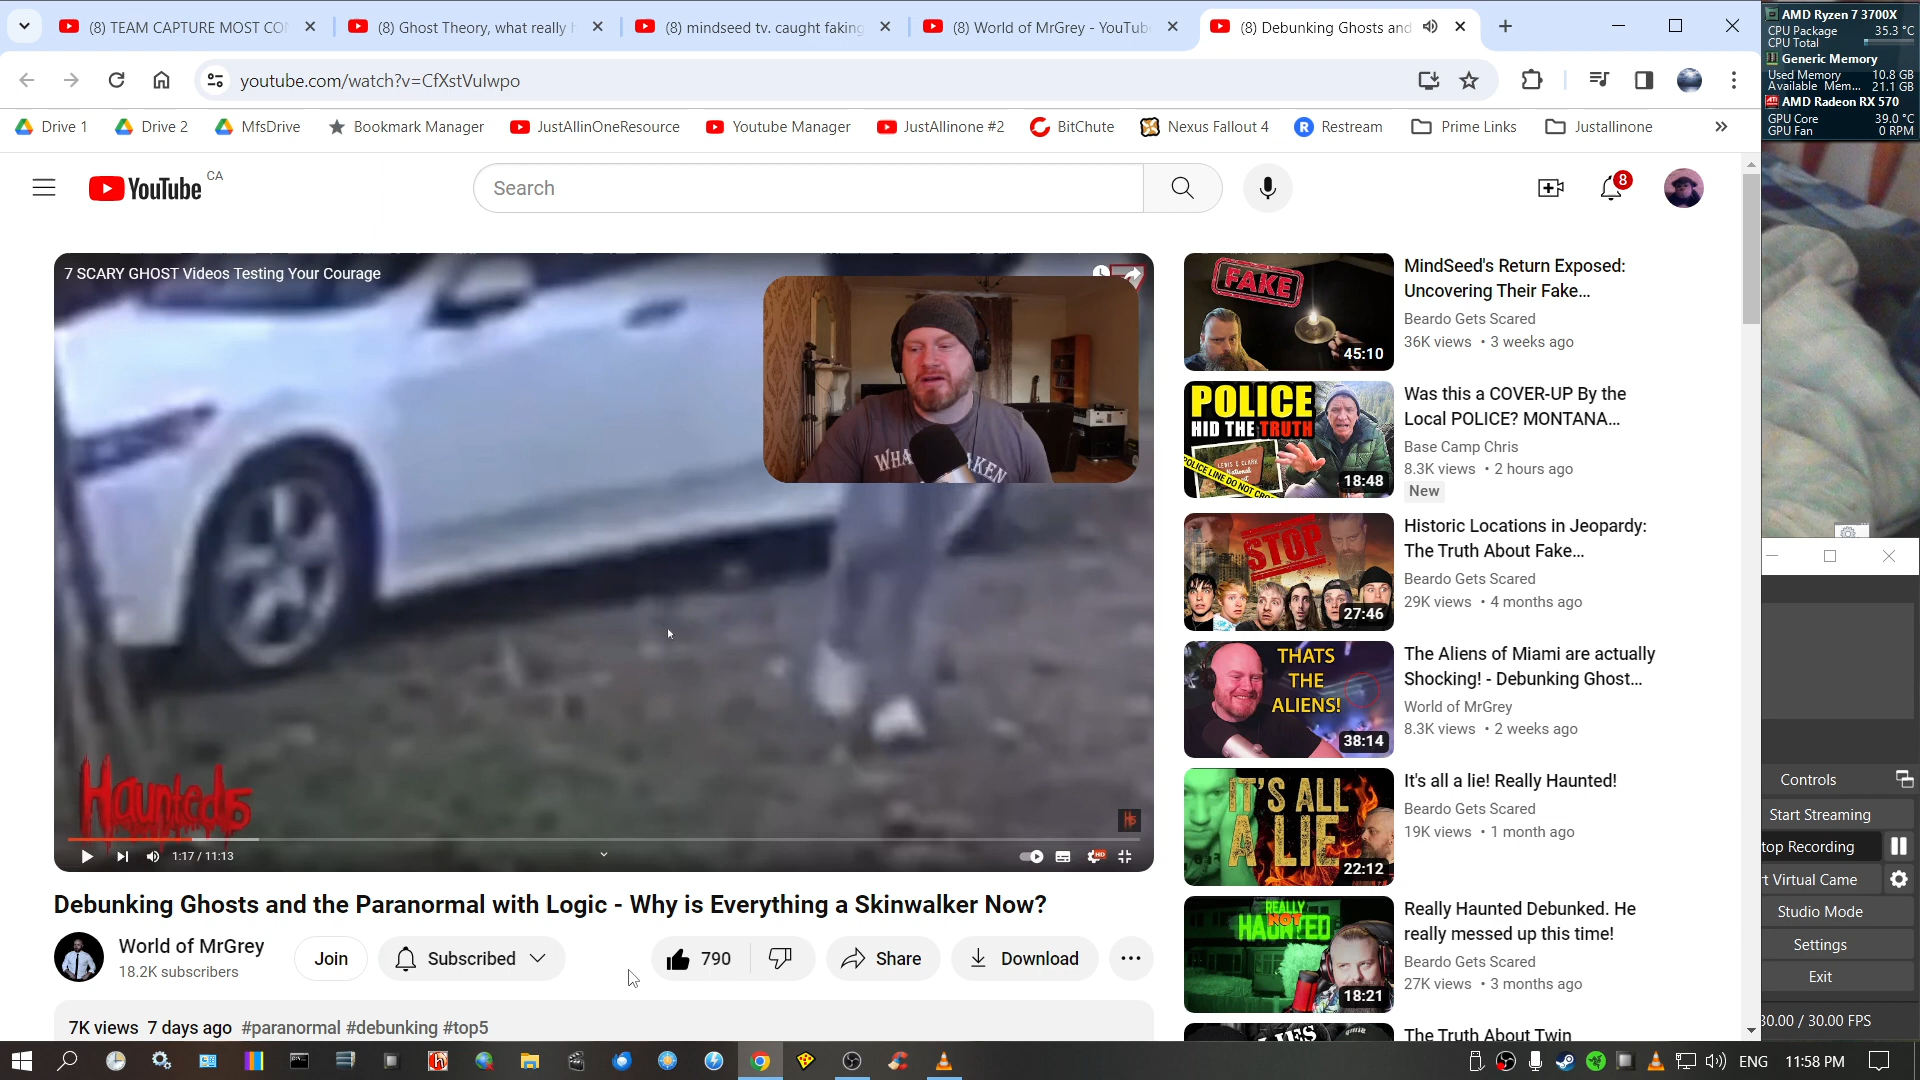 (8) TEAM CAPTURE MOST CO
(8) Ghost Theory, what really
(8) mindseed tv. caught faking
(8) World of MrGrey - YouTube
(8) Debunking Ghosts and
youtube.com/watch?v=CfXstVulwpo
Drive 1
Drive 2
MfsDrive
Bookmark Manager
JustAllinOneResource
Youtube Manager
JustAllinone #2
BitChute
Nexus Fallout 4
Restream
Prime Links
Justallinone
AMD Ryzen 7 3700X
CPU Package 35.3 °C
CPU Total
Generic Memory
Used Memory 10.8 GB
Available Mem... 21.1 GB
AMD Radeon RX 570
GPU Core 39.0 °C
GPU Fan 0 RPM
YouTube CA
Search
8
7 SCARY GHOST Videos Testing Your Courage
Haunted5
H5
1:17 / 11:13
HD
Debunking Ghosts and the Paranormal with Logic - Why is Everything a Skinwalker Now?
World of MrGrey
18.2K subscribers
Join
Subscribed
790
Share
Download
7K views 7 days ago #paranormal #debunking #top5
FAKE
45:10
MindSeed's Return Exposed:
Uncovering Their Fake...
Beardo Gets Scared
36K views • 3 weeks ago
POLICE
HID THE TRUTH
POLICE LINE DO NOT CRO
LEWIS & CLARK
National
18:48
Was this a COVER-UP By the
Local POLICE? MONTANA...
Base Camp Chris
8.3K views • 2 hours ago
New
STOP
27:46
Historic Locations in Jeopardy:
The Truth About Fake...
Beardo Gets Scared
29K views • 4 months ago
THATS
THE
ALIENS!
38:14
The Aliens of Miami are actually
Shocking! - Debunking Ghost...
World of MrGrey
8.3K views • 2 weeks ago
IT'S ALL
A LIE
22:12
It's all a lie! Really Haunted!
Beardo Gets Scared
19K views • 1 month ago
REALLY
NOT
HAUNTED
18:21
Really Haunted Debunked. He
really messed up this time!
Beardo Gets Scared
27K views • 3 months ago
LIES
The Truth About Twin
Controls
Start Streaming
top Recording
rt Virtual Came
Studio Mode
Settings
Exit
30.00 / 30.00 FPS
ENG
11:58 PM